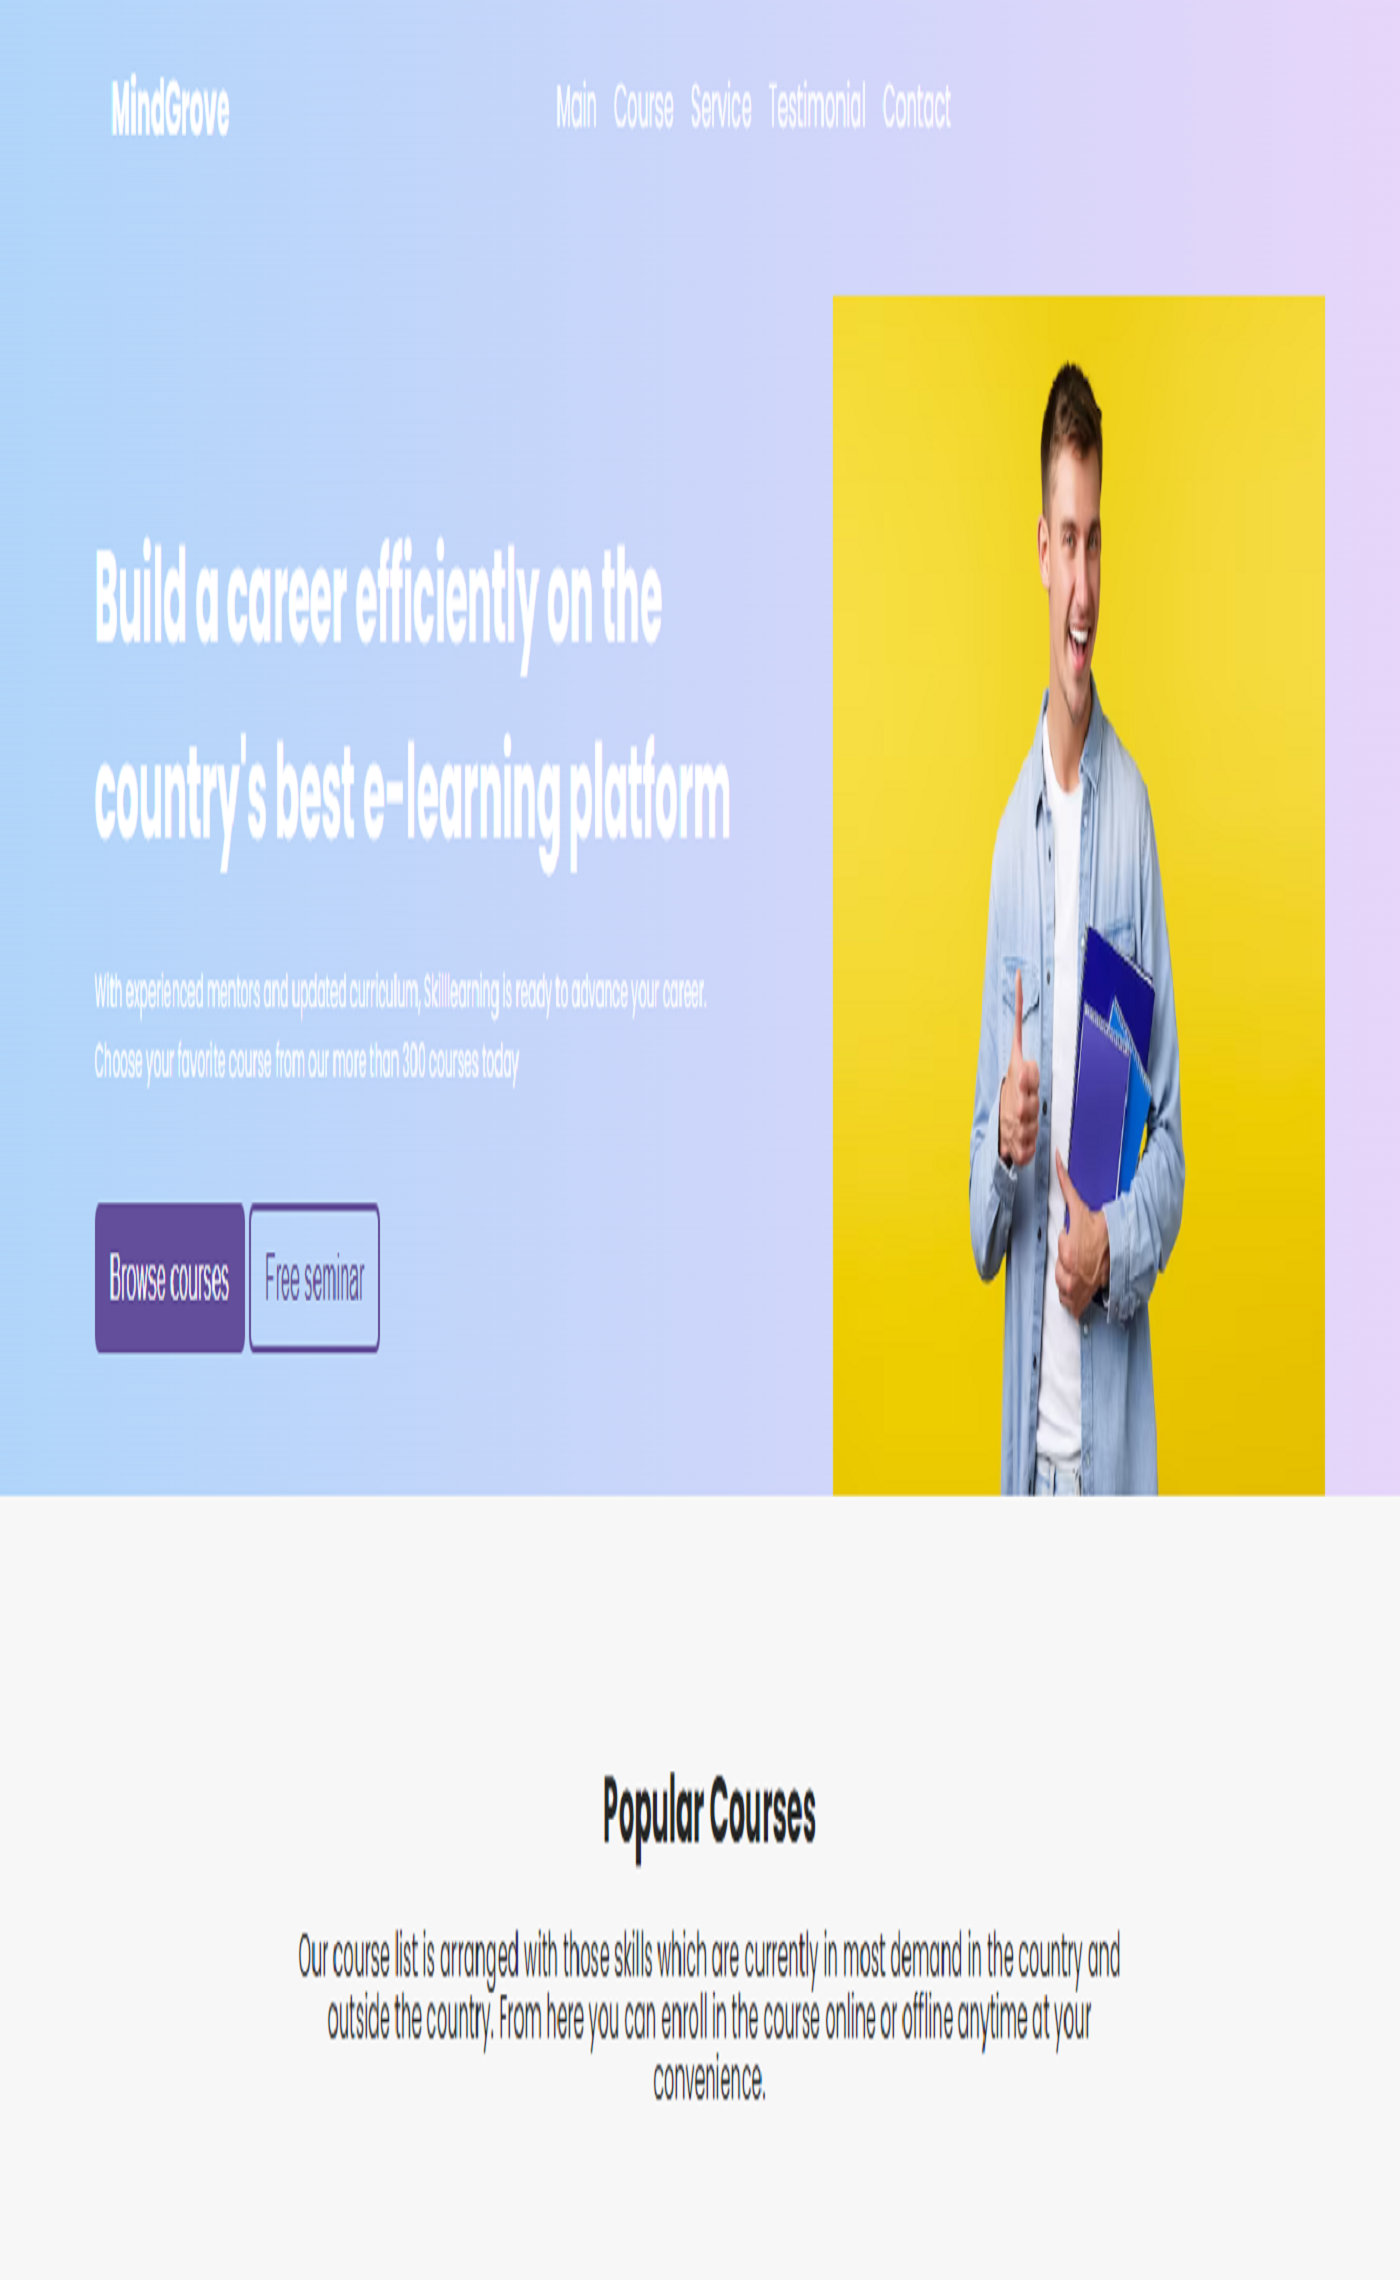 MindGrove
Main Course Service Testimonial Contact
Build a career efficiently on the
country's best e-learning platform
With experienced mentors and updated curriculum, Skilllearning is ready to advance your career.
Choose your favorite course from our more than 300 courses today
Browse courses
Free seminar
Popular Courses
Our course list is arranged with those skills which are currently in most demand in the country and
outside the country. From here you can enroll in the course online or offline anytime at your
convenience.